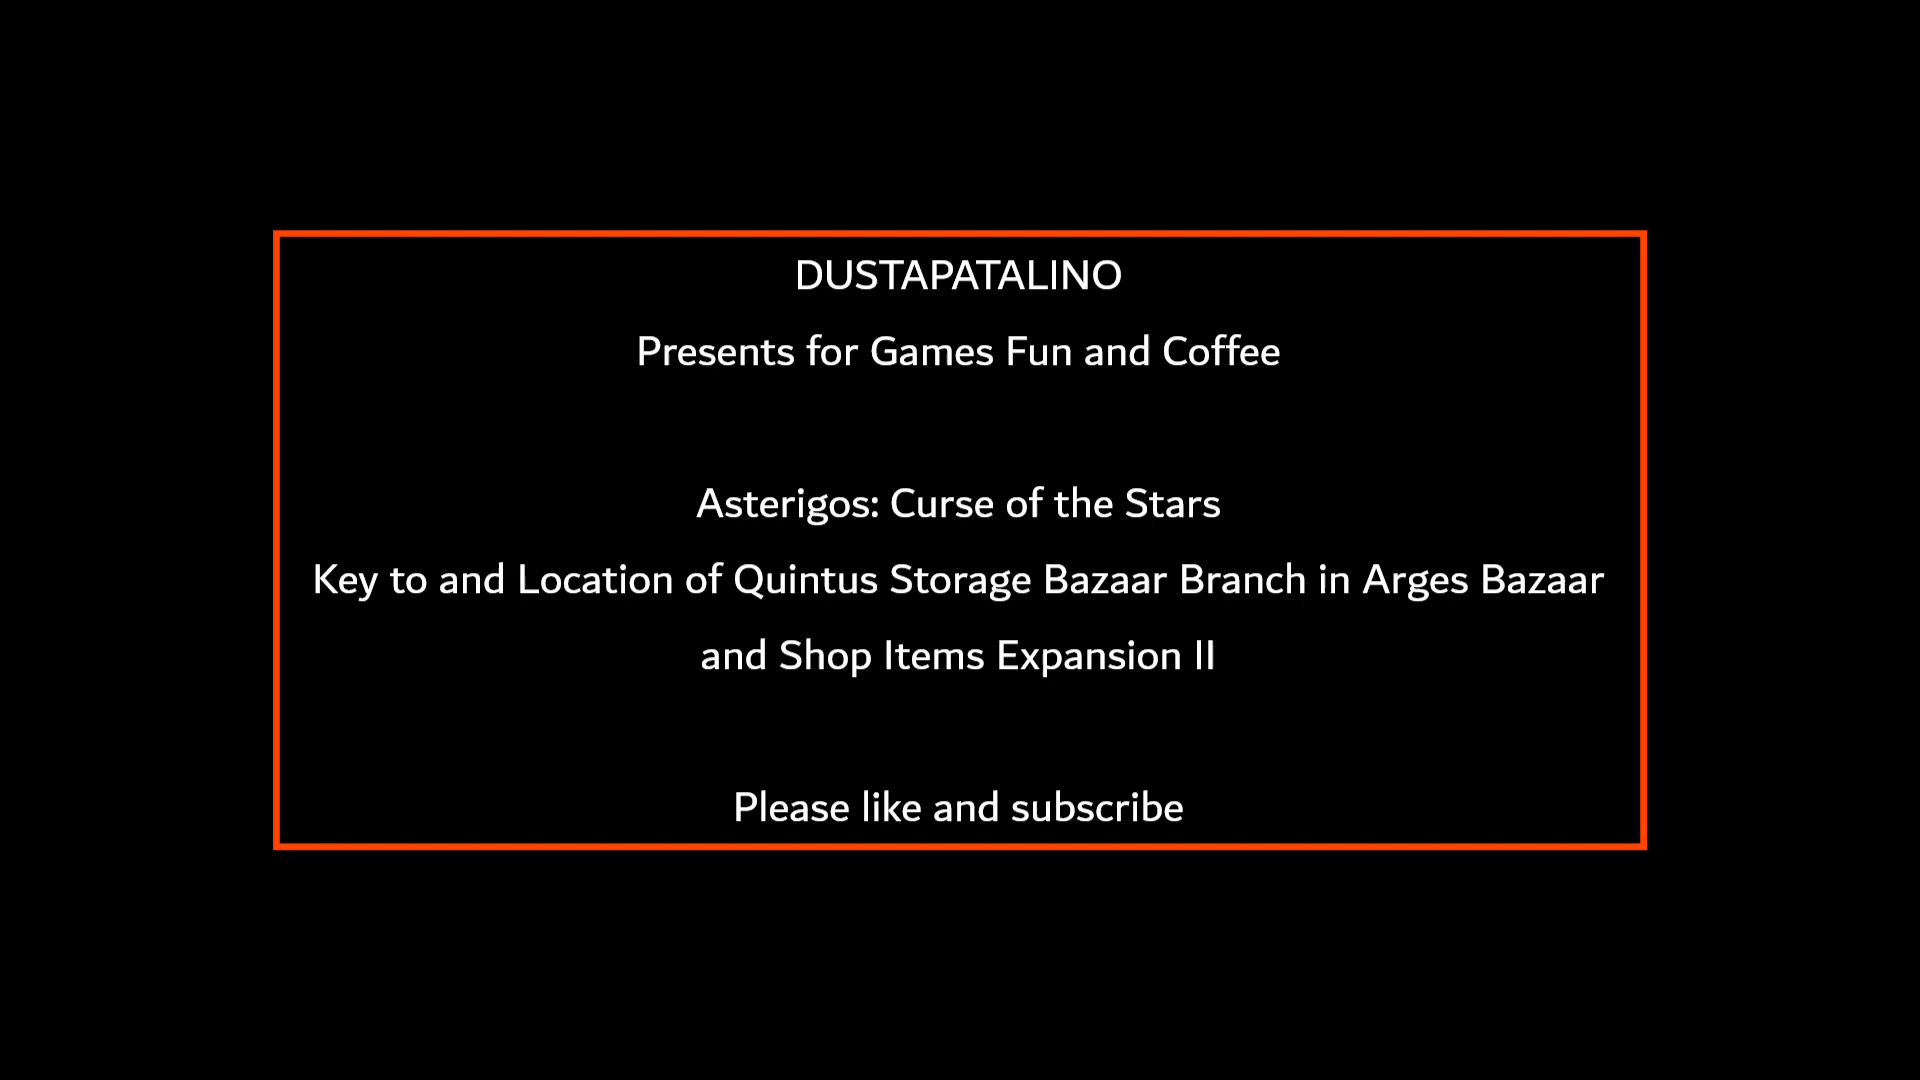 DUSTAPATALINO
Presents for Games Fun and Coffee
Asterigos: Curse of the Stars
Key to and Location of Quintus Storage Bazaar Branch in Arges Bazaar
and Shop Items Expansion II
Please like and subscribe